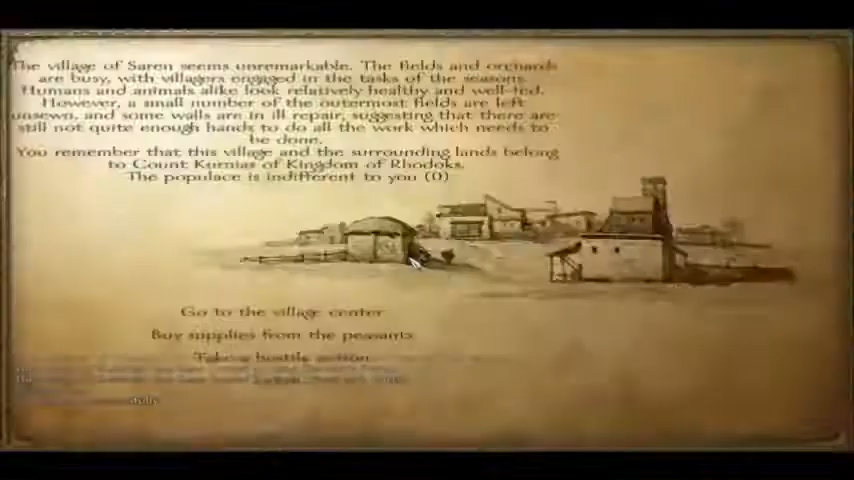 The village of Saren seems unremarkable. The fields and orchards
are busy, with villagers engaged in the tasks of the seasons.
Humans and animals alike look relatively healthy and well-fed.
However, a small number of the outermost fields are left
unsewn, and some walls are in ill repair, suggesting that there are
still not quite enough hands to do all the work which needs to
be done.
You remember that this village and the surrounding lands belong
to Count Kurnias of Kingdom of Rhodoks.
The populace is indifferent to you (0)
Go to the village center
Buy supplies from the peasants
Take a hostile action